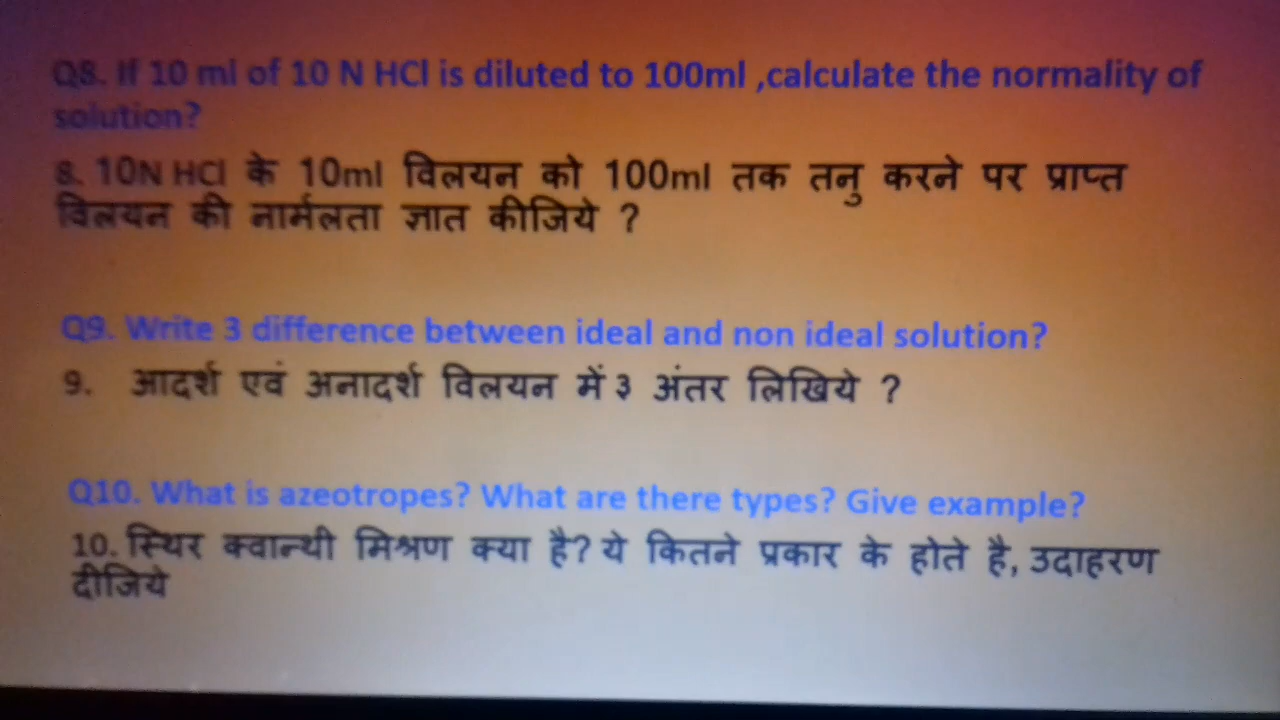 Q8. If 10 ml of 10 N HCl is diluted to 100ml ,calculate the normality of
solution?
8. 10N HCl के 10ml विलयन को 100ml तक तनु करने पर प्राप्त
विलयन की नार्मलता ज्ञात कीजिये ?
Q9. Write 3 difference between ideal and non ideal solution?
9. आदर्श एवं अनादर्श विलयन में ३ अंतर लिखिये ?
Q10. What is azeotropes? What are there types? Give example?
10. स्थिर क्वान्थी मिश्रण क्या है? ये कितने प्रकार के होते है, उदाहरण
दीजिये